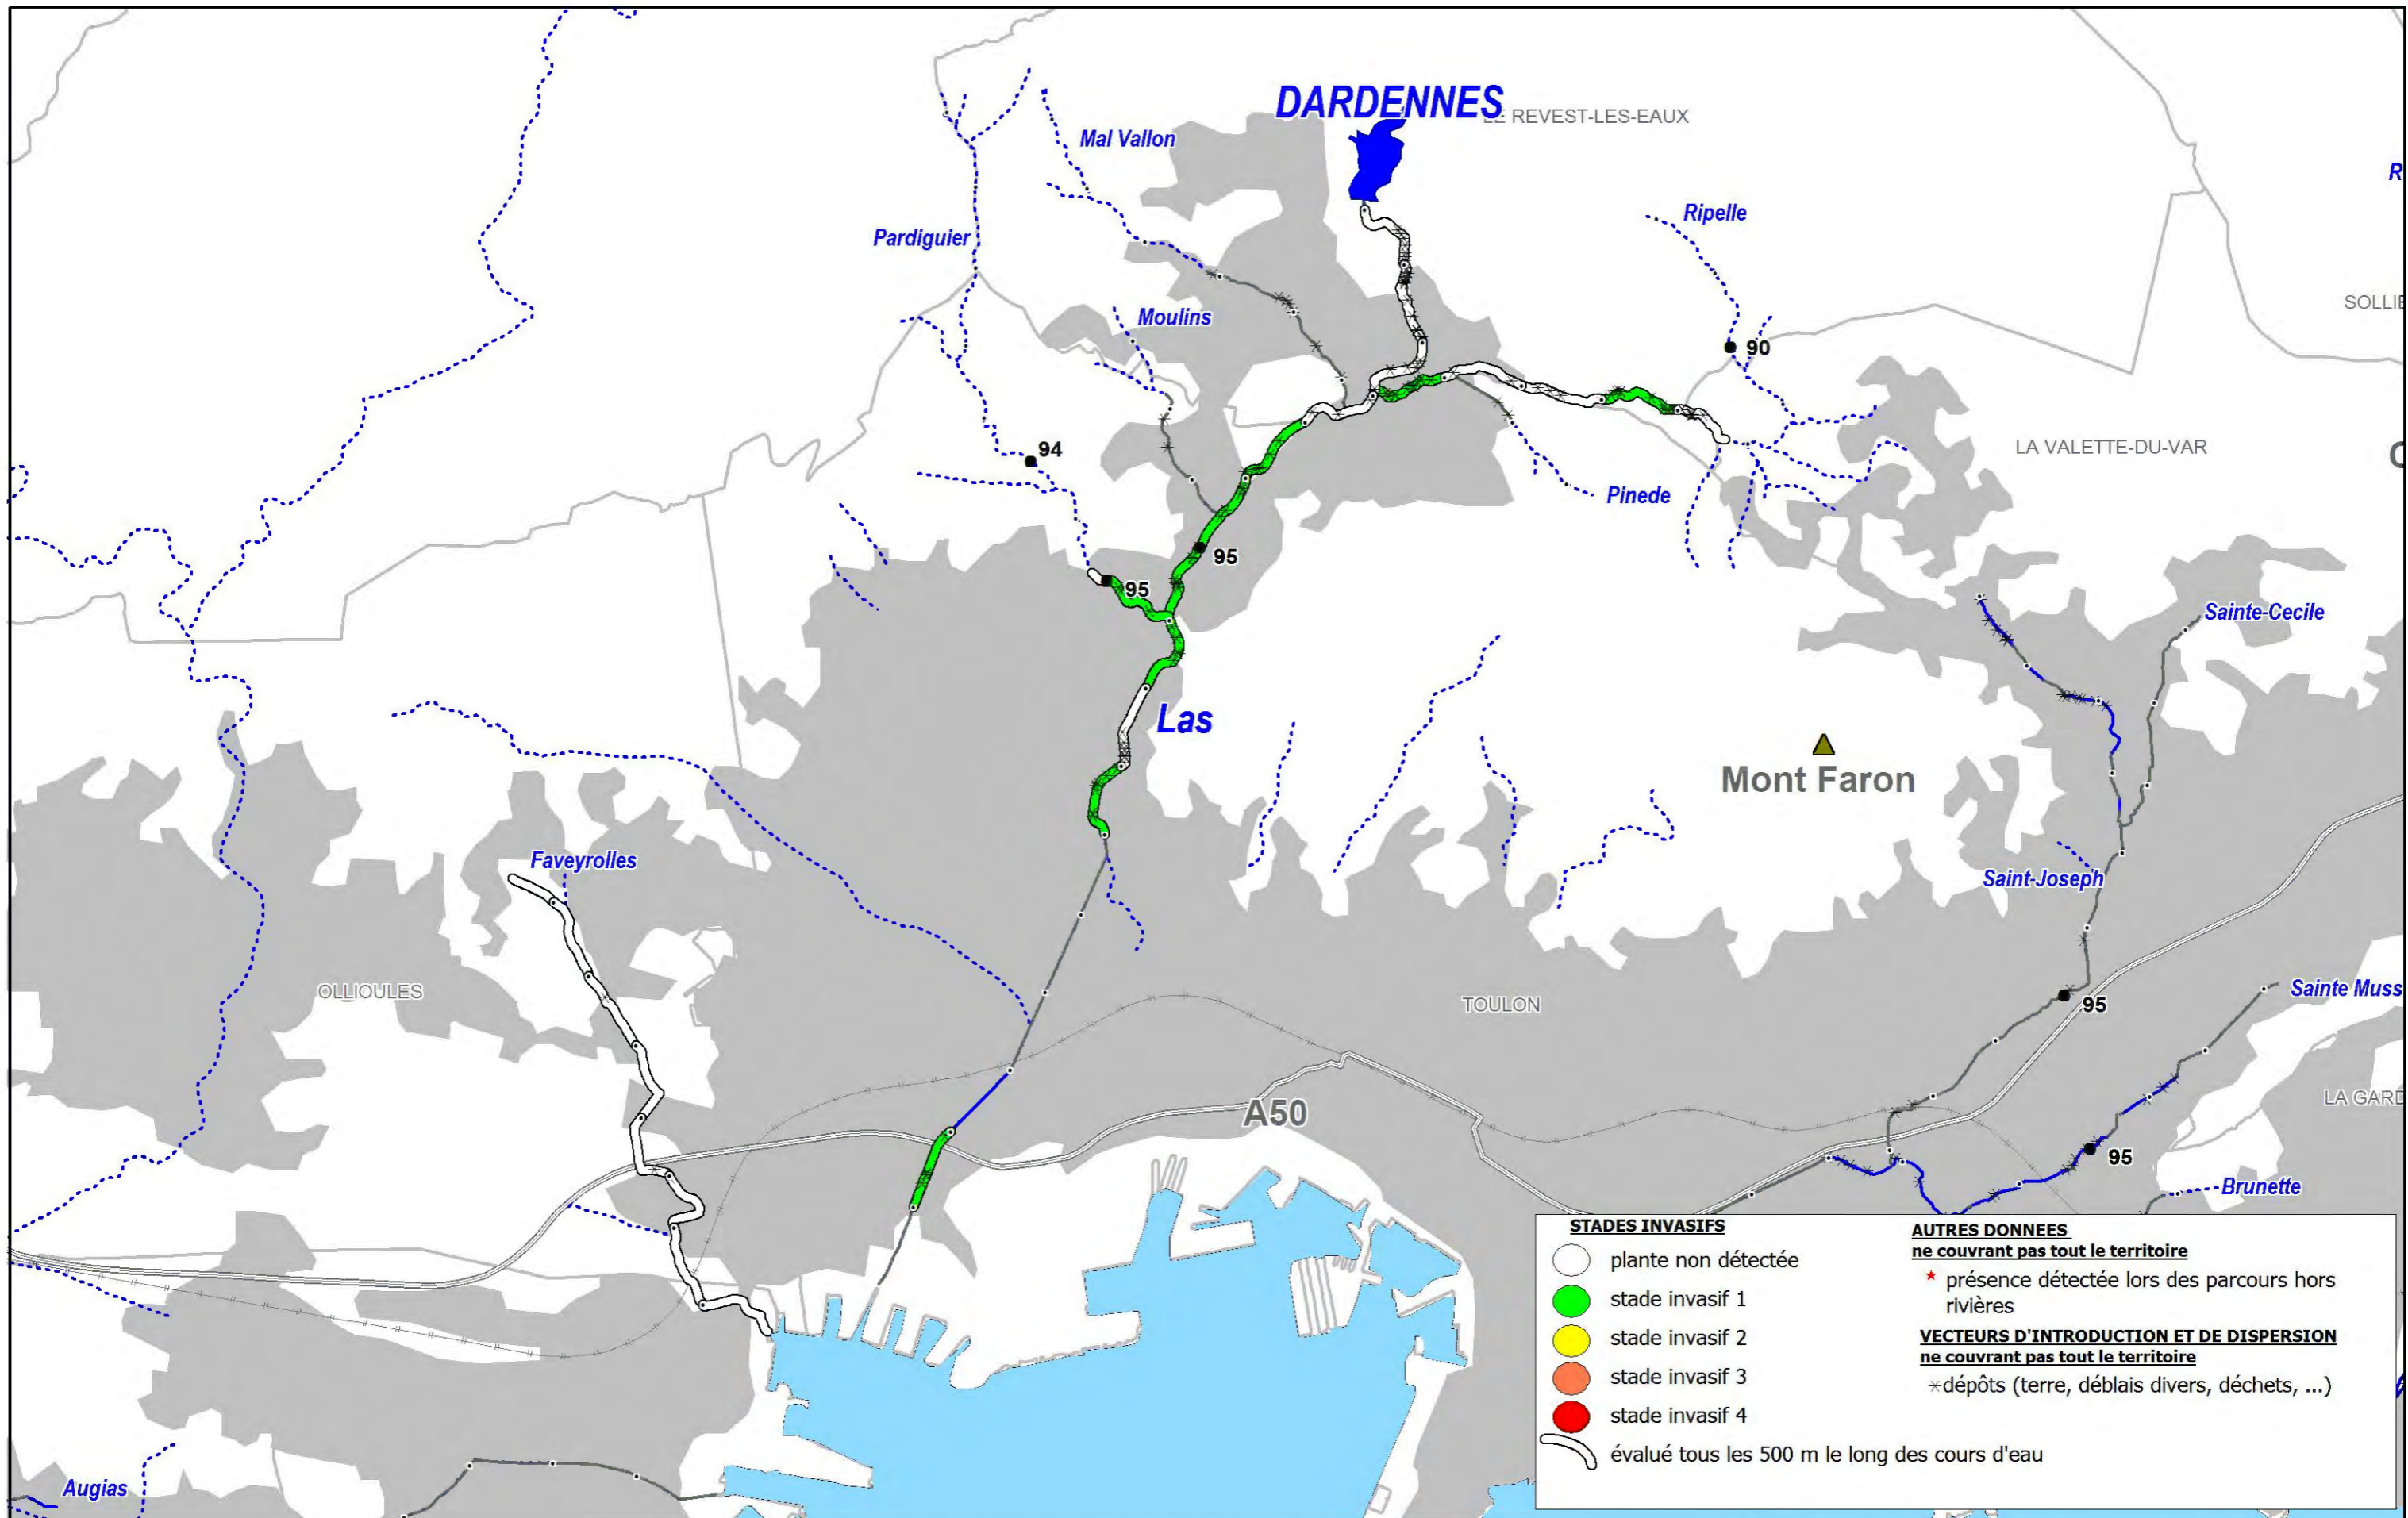 DARDENNES
LE REVEST-LES-EAUX
Mal Vallon
R
Ripelle
Pardiguier
SOLLIE
Moulins
90
94
LA VALETTE-DU-VAR
C
Pinede
95
95
Sainte-Cecile
Las
Mont Faron
Faveyrolles
Saint-Joseph
OLLIOULES
Sainte Muss
TOULON
95
LA GARD
A50
95
Brunette
STADES INVASIFS
plante non détectée
stade invasif 1
stade invasif 2
stade invasif 3
stade invasif 4
évalué tous les 500 m le long des cours d'eau
AUTRES DONNEES
ne couvrant pas tout le territoire
présence détectée lors des parcours hors
rivières
VECTEURS D'INTRODUCTION ET DE DISPERSION
ne couvrant pas tout le territoire
dépôts (terre, déblais divers, déchets, ...)
Augias